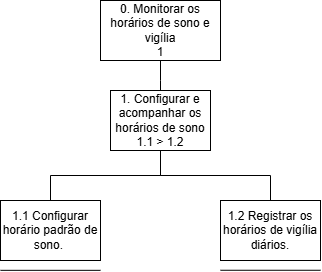 0. Monitorar os
horários de sono e
vigília
1
1. Configurar e
acompanhar os
horários de sono
1.1 > 1.2
1.1 Configurar
horário padrão de
sono.
1.2 Registrar os
horários de vigília
diários.